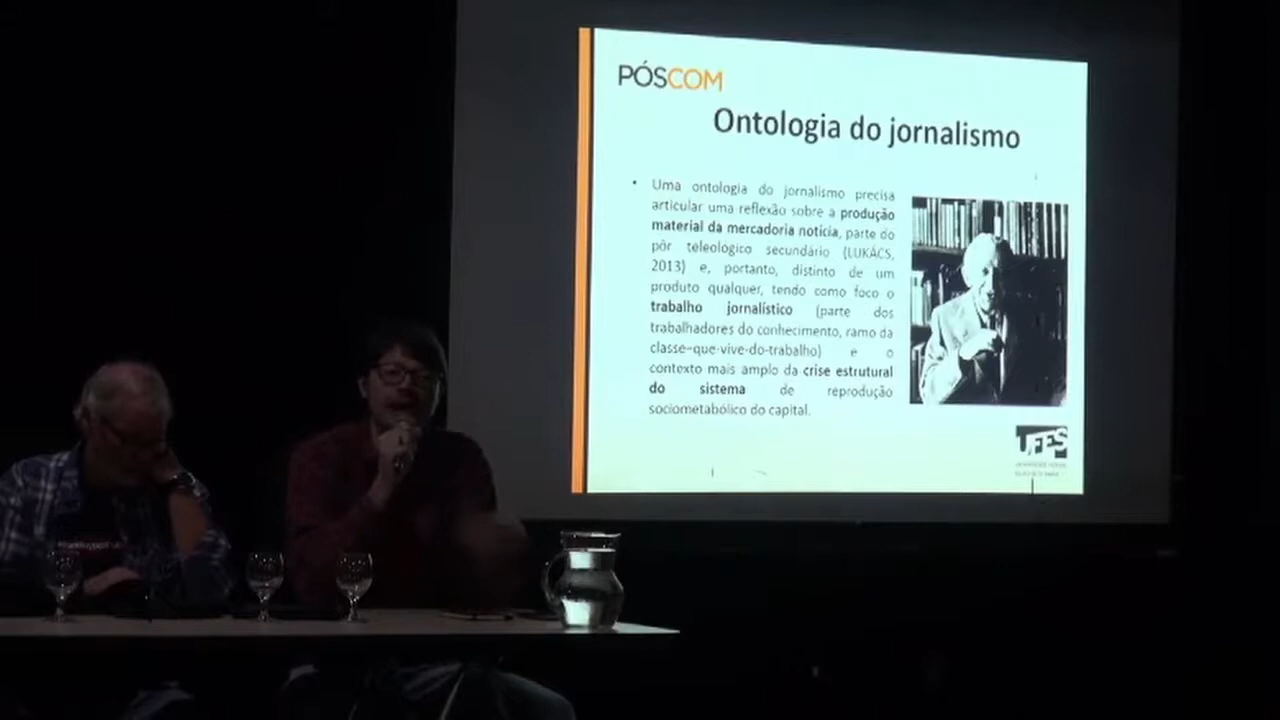 PÓSCOM
Ontologia do jornalismo
• Uma ontologia do jornalismo precisa
articular uma reflexão sobre a produção
material da mercadoria notícia, parte do
pôr teleológico secundário (LUKÁCS,
2013) e, portanto, distinto de um
produto qualquer, tendo como foco o
trabalho jornalístico (parte dos
trabalhadores do conhecimento, ramo da
classe-que-vive-do-trabalho) e o
contexto mais amplo da crise estrutural
do sistema de reprodução
sociometabólico do capital.
UFES